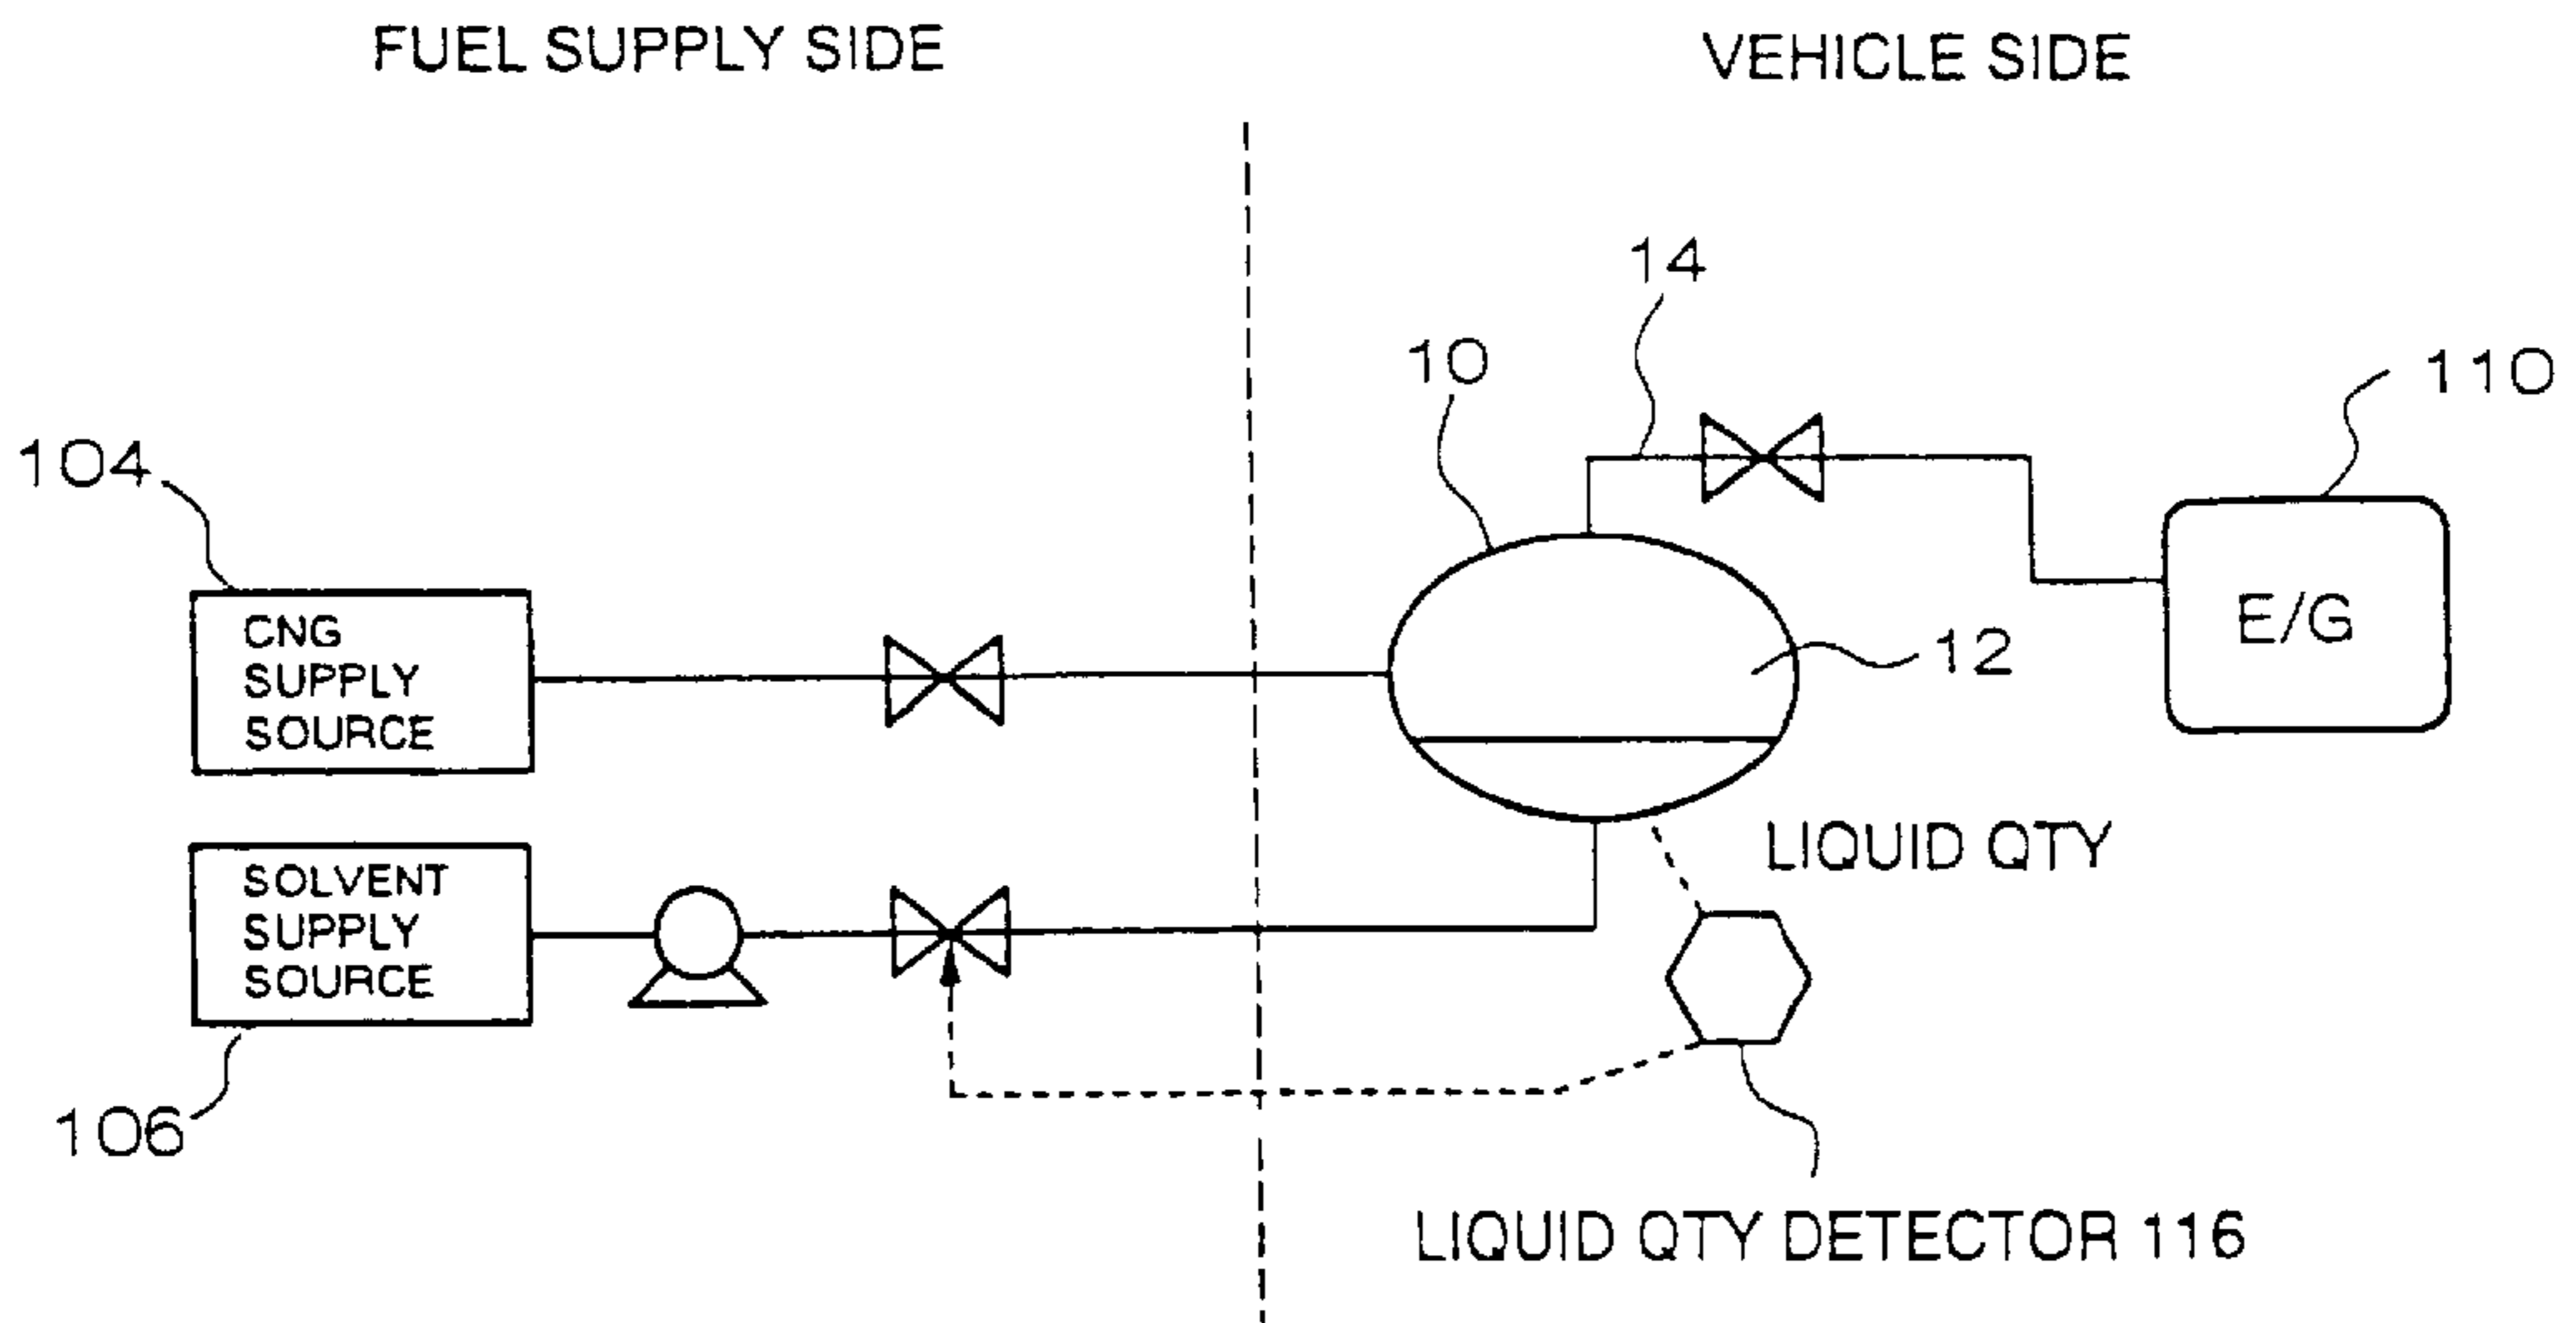 FUEL SUPPLY SIDE
VEHICLE SIDE
14
10
110
104
CNG
SUPPLY
SOURCE
E/G
12
LIQUID QTY
SOLVENT
SUPPLY
SOURCE
106
LIQUID QTY DETECTOR 116